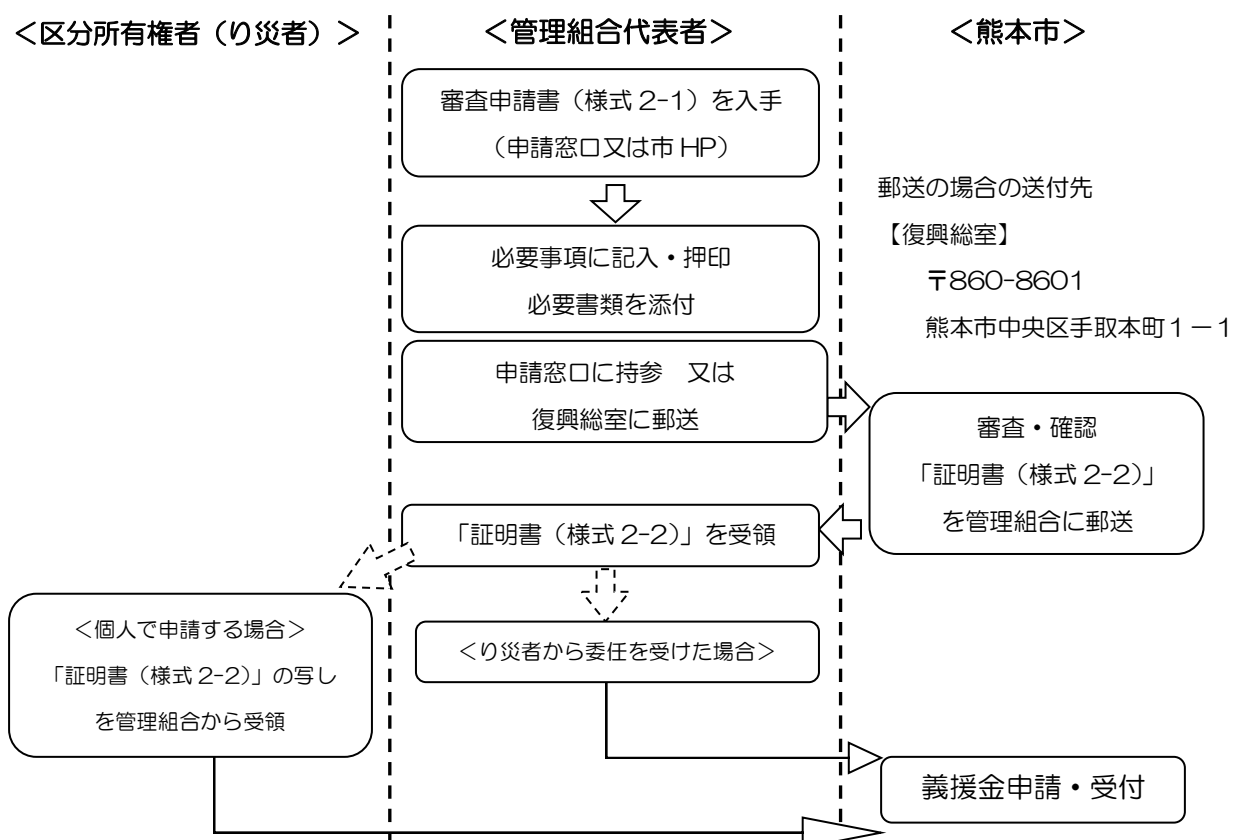 ＜区分所有権者（り災者）＞
＜管理組合代表者＞
＜熊本市＞
審査申請書（様式2-1）を入手
（申請窓口又は市HP）
郵送の場合の送付先
【復興総室】
〒860-8601
熊本市中央区手取本町１－１
必要事項に記入・押印
必要書類を添付
申請窓口に持参　又は
復興総室に郵送
審査・確認
「証明書（様式2-2）」
を管理組合に郵送
「証明書（様式2-2）」を受領
＜個人で申請する場合＞
「証明書（様式2-2）」の写し
を管理組合から受領
＜り災者から委任を受けた場合＞
義援金申請・受付